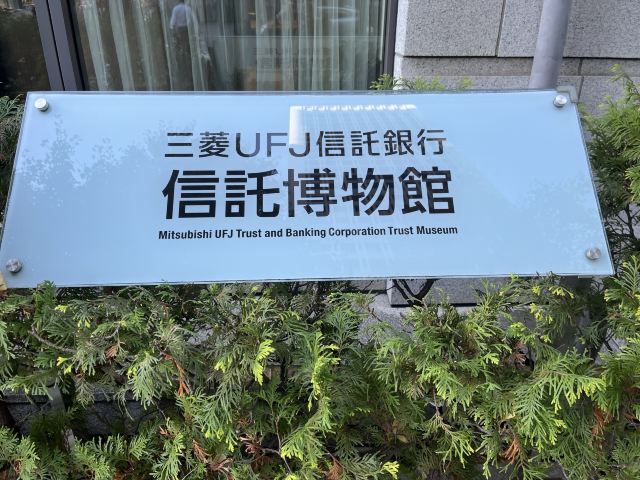 三菱UFJ信託銀行
信託博物館
Mitsubishi UFJ Trust and Banking Corporation Trust Museum